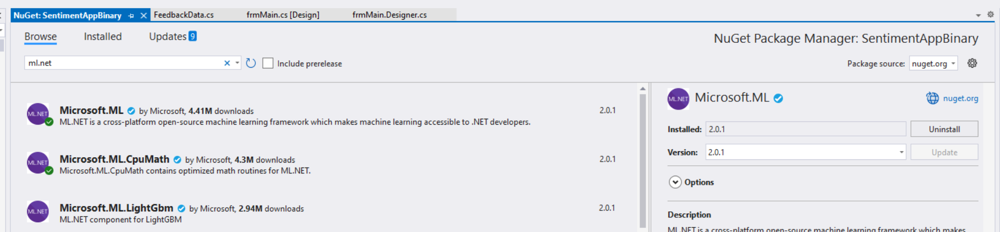 NuGet: SentimentAppBinary FeedbackData.cs frmMain.cs [Design] frmMain.Designer.cs
Browse Installed Updates 9
NuGet Package Manager: SentimentAppBinary
ml.net Include prerelease
Package source: nuget.org
ML.NET
Microsoft.ML by Microsoft, 4.41M downloads 2.0.1
ML.NET is a cross-platform open-source machine learning framework which makes machine learning accessible to .NET developers.
ML.NET
Microsoft.ML.CpuMath by Microsoft, 4.3M downloads 2.0.1
Microsoft.ML.CpuMath contains optimized math routines for ML.NET.
ML.NET
Microsoft.ML.LightGbm by Microsoft, 2.94M downloads 2.0.1
ML.NET component for LightGBM
ML.NET
Microsoft.ML nuget.org
Installed: 2.0.1 Uninstall
Version: 2.0.1 Update
Options
Description
ML.NET is a cross-platform open-source machine learning framework which makes